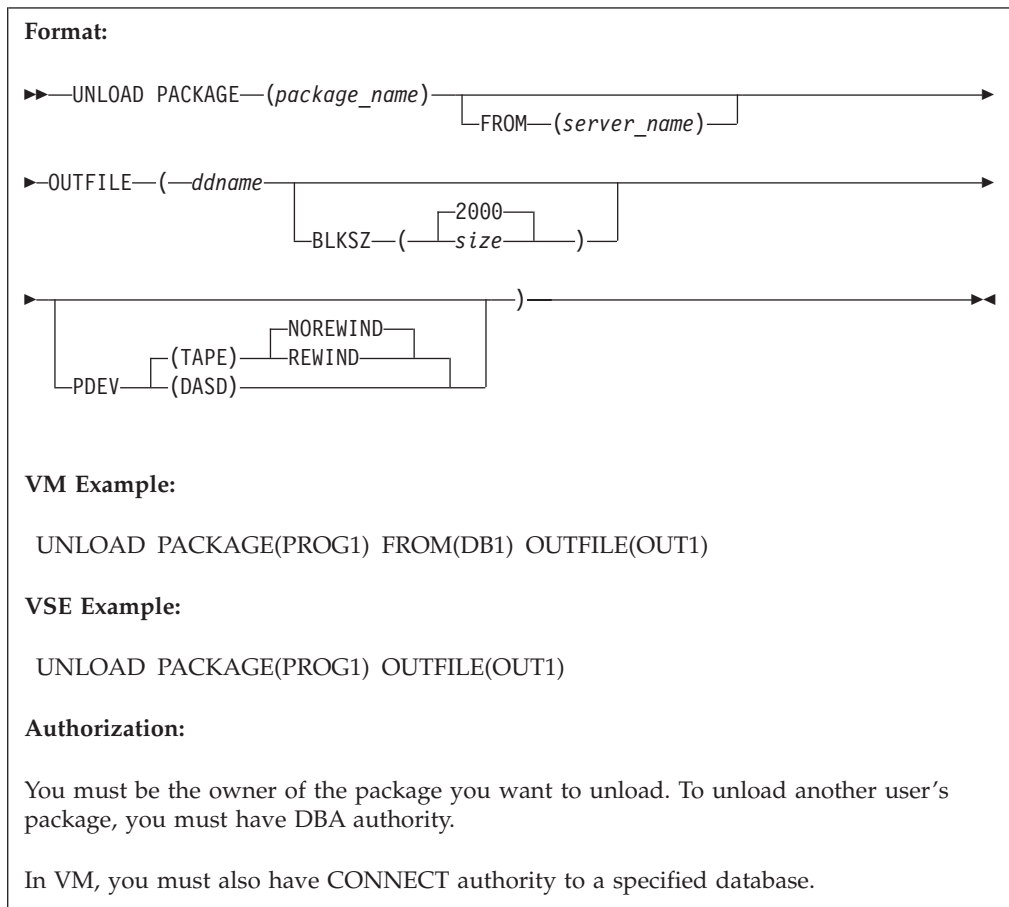 Format:
UNLOAD PACKAGE (package_name)
FROM (server_name)
OUTFILE ( ddname
2000
BLKSZ ( size )
)
NOREWIND
(TAPE) REWIND
PDEV (DASD)
VM Example:
UNLOAD PACKAGE(PROG1) FROM(DB1) OUTFILE(OUT1)
VSE Example:
UNLOAD PACKAGE(PROG1) OUTFILE(OUT1)
Authorization:
You must be the owner of the package you want to unload. To unload another user's
package, you must have DBA authority.
In VM, you must also have CONNECT authority to a specified database.